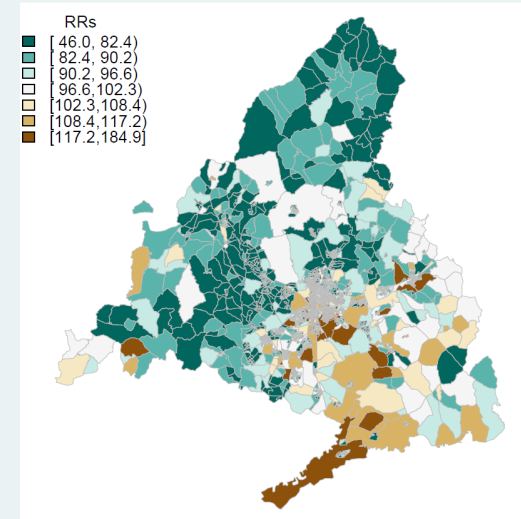 RRs
[ 46.0, 82.4)
[ 82.4, 90.2)
[ 90.2, 96.6)
[ 96.6,102.3)
[102.3,108.4)
[108.4,117.2)
[117.2,184.9]